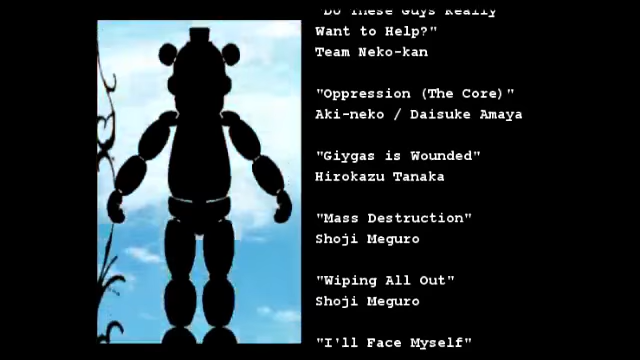 "Do These Guys Really
Want to Help?"
Team Neko-kan
"Oppression (The Core)"
Aki-neko / Daisuke Amaya
"Giygas is Wounded"
Hirokazu Tanaka
"Mass Destruction"
Shoji Meguro
"Wiping All Out"
Shoji Meguro
"I'll Face Myself"